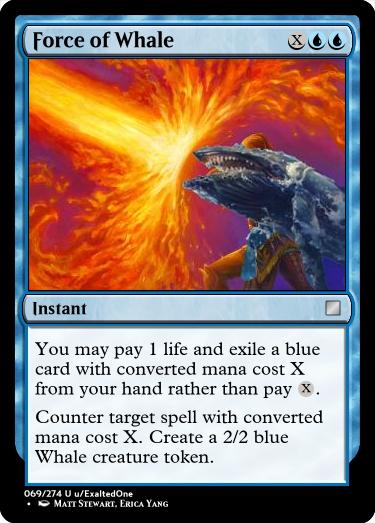 Force of Whale X
Instant
You may pay 1 life and exile a blue
card with converted mana cost X
from your hand rather than pay X.
Counter target spell with converted
mana cost X. Create a 2/2 blue
Whale creature token.
069/274 U u/ExaltedOne
• Matt Stewart, Erica Yang